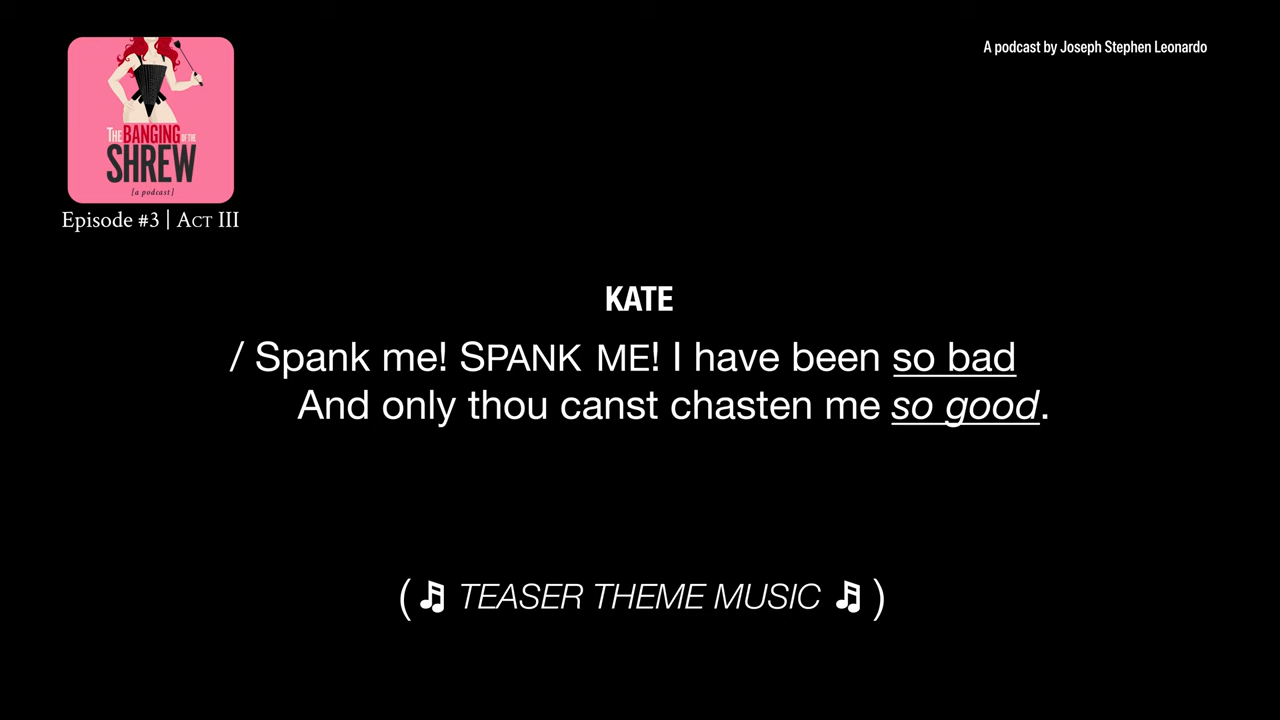 A podcast by Joseph Stephen Leonardo
THE BANGING OF THE
SHREW
[a podcast]
Episode #3 | ACT III
KATE
/ Spank me! SPANK ME! I have been so bad
And only thou canst chasten me so good.
(♫ TEASER THEME MUSIC ♫)